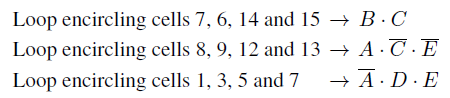 Loop encircling cells 7, 6, 14 and 15 → B · C
Loop encircling cells 8, 9, 12 and 13 → A · C̅ · E̅
Loop encircling cells 1, 3, 5 and 7 → A̅ · D · E